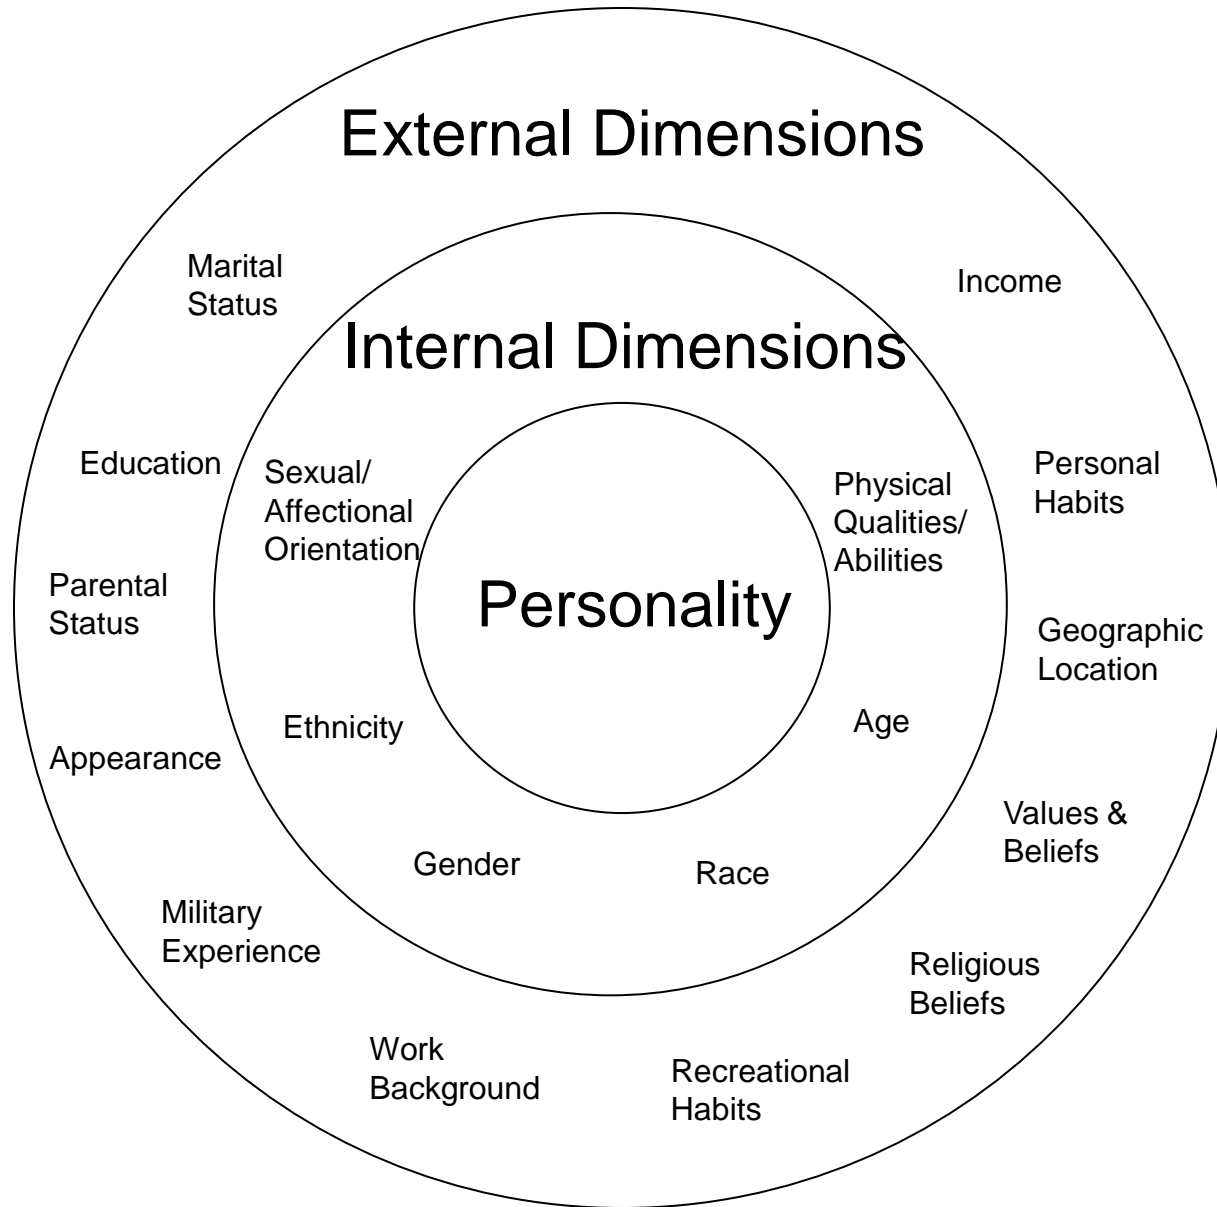 External Dimensions
Marital
Status
Income
Internal Dimensions
Education
Sexual/
Affectional
Orientation
Physical
Qualities/
Abilities
Personal
Habits
Parental
Status
Personality
Geographic
Location
Ethnicity
Age
Appearance
Values &
Beliefs
Gender
Race
Military
Experience
Religious
Beliefs
Work
Background
Recreational
Habits